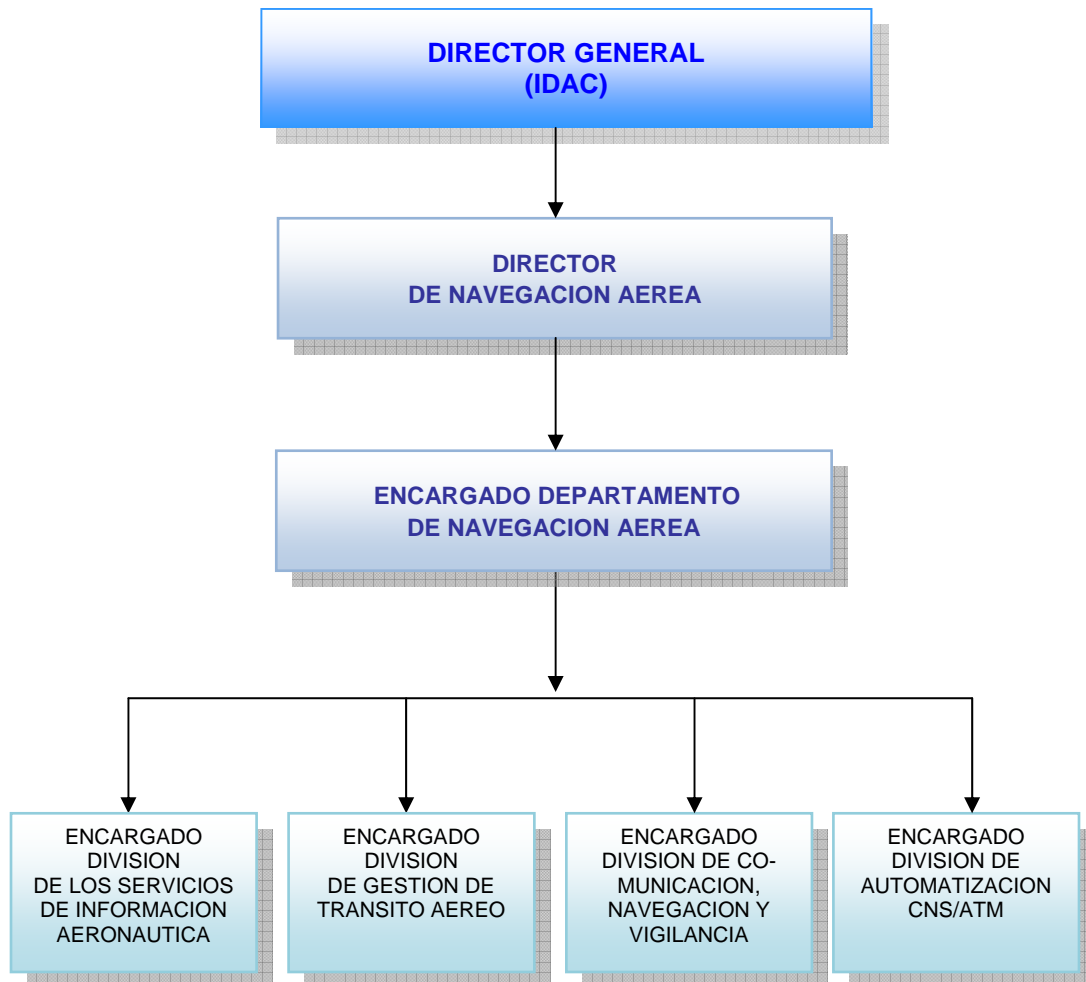 DIRECTOR GENERAL
(IDAC)
DIRECTOR
DE NAVEGACION AEREA
ENCARGADO DEPARTAMENTO
DE NAVEGACION AEREA
ENCARGADO
DIVISION
DE LOS SERVICIOS
DE INFORMACION
AERONAUTICA
ENCARGADO
DIVISION
DE GESTION DE
TRANSITO AEREO
ENCARGADO
DIVISION DE CO-
MUNICACION,
NAVEGACION Y
VIGILANCIA
ENCARGADO
DIVISION DE
AUTOMATIZACION
CNS/ATM